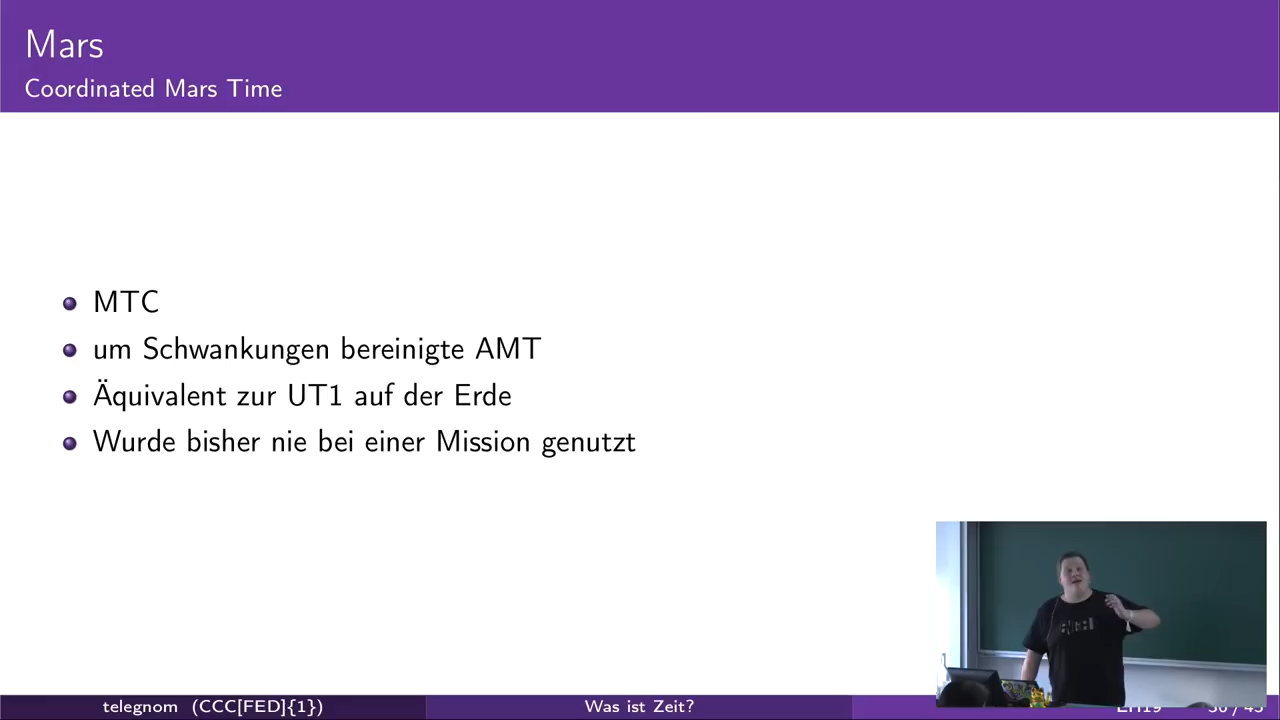 Mars
Coordinated Mars Time
MTC
um Schwankungen bereinigte AMT
Äquivalent zur UT1 auf der Erde
Wurde bisher nie bei einer Mission genutzt
telegnom (CCC[FED]{1})
Was ist Zeit?